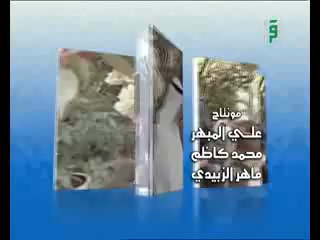 مونتاج
علي المبهر
محمد كاظم
ماهر الزبيدي